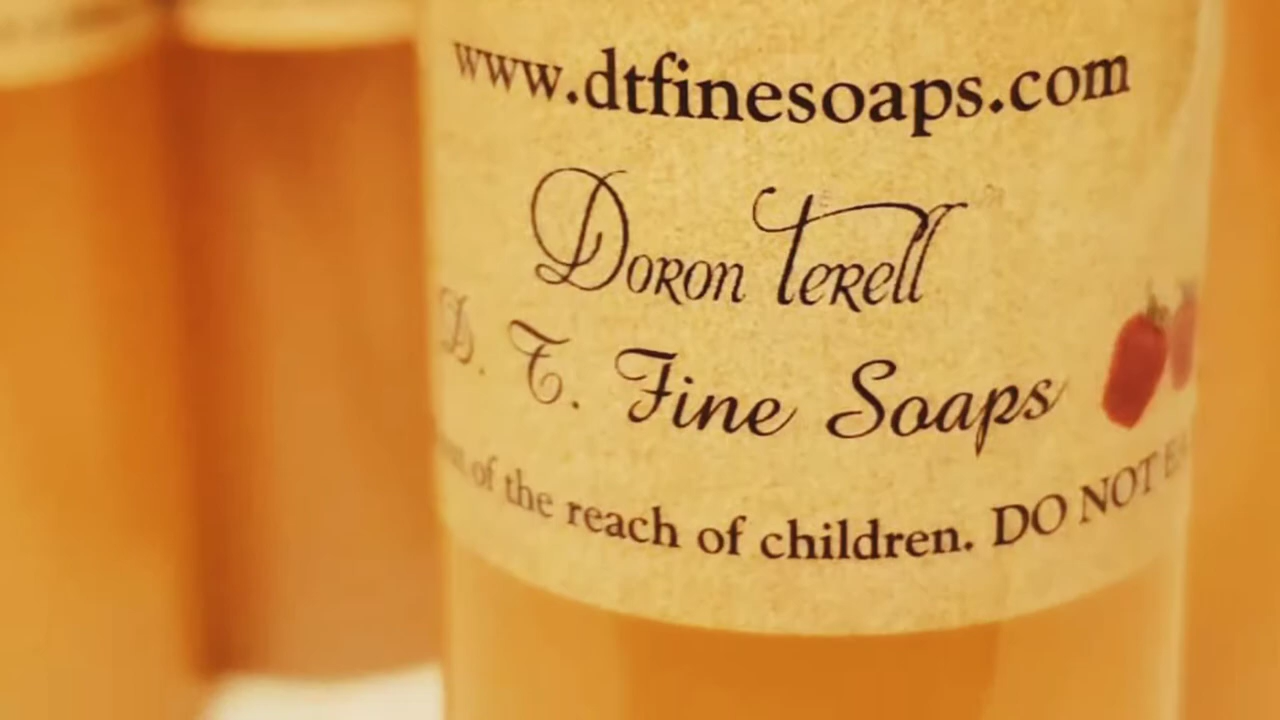 www.dtfinesoaps.com
Doron Terell
D. T. Fine Soaps
of the reach of children. DO NOT